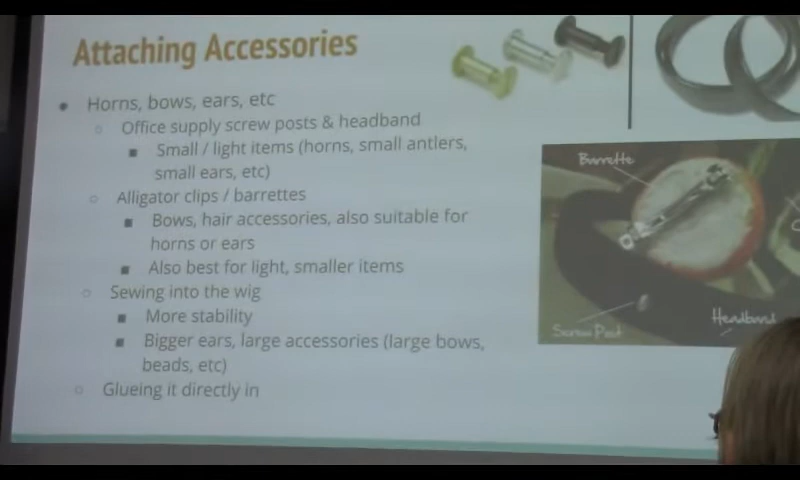 Attaching Accessories
Horns, bows, ears, etc
Office supply screw posts & headband
Small / light items (horns, small antlers,
small ears, etc)
Alligator clips / barrettes
Bows, hair accessories, also suitable for
horns or ears
Also best for light, smaller items
Sewing into the wig
More stability
Bigger ears, large accessories (large bows,
beads, etc)
Glueing it directly in
Barrette
Screw Post
Headband